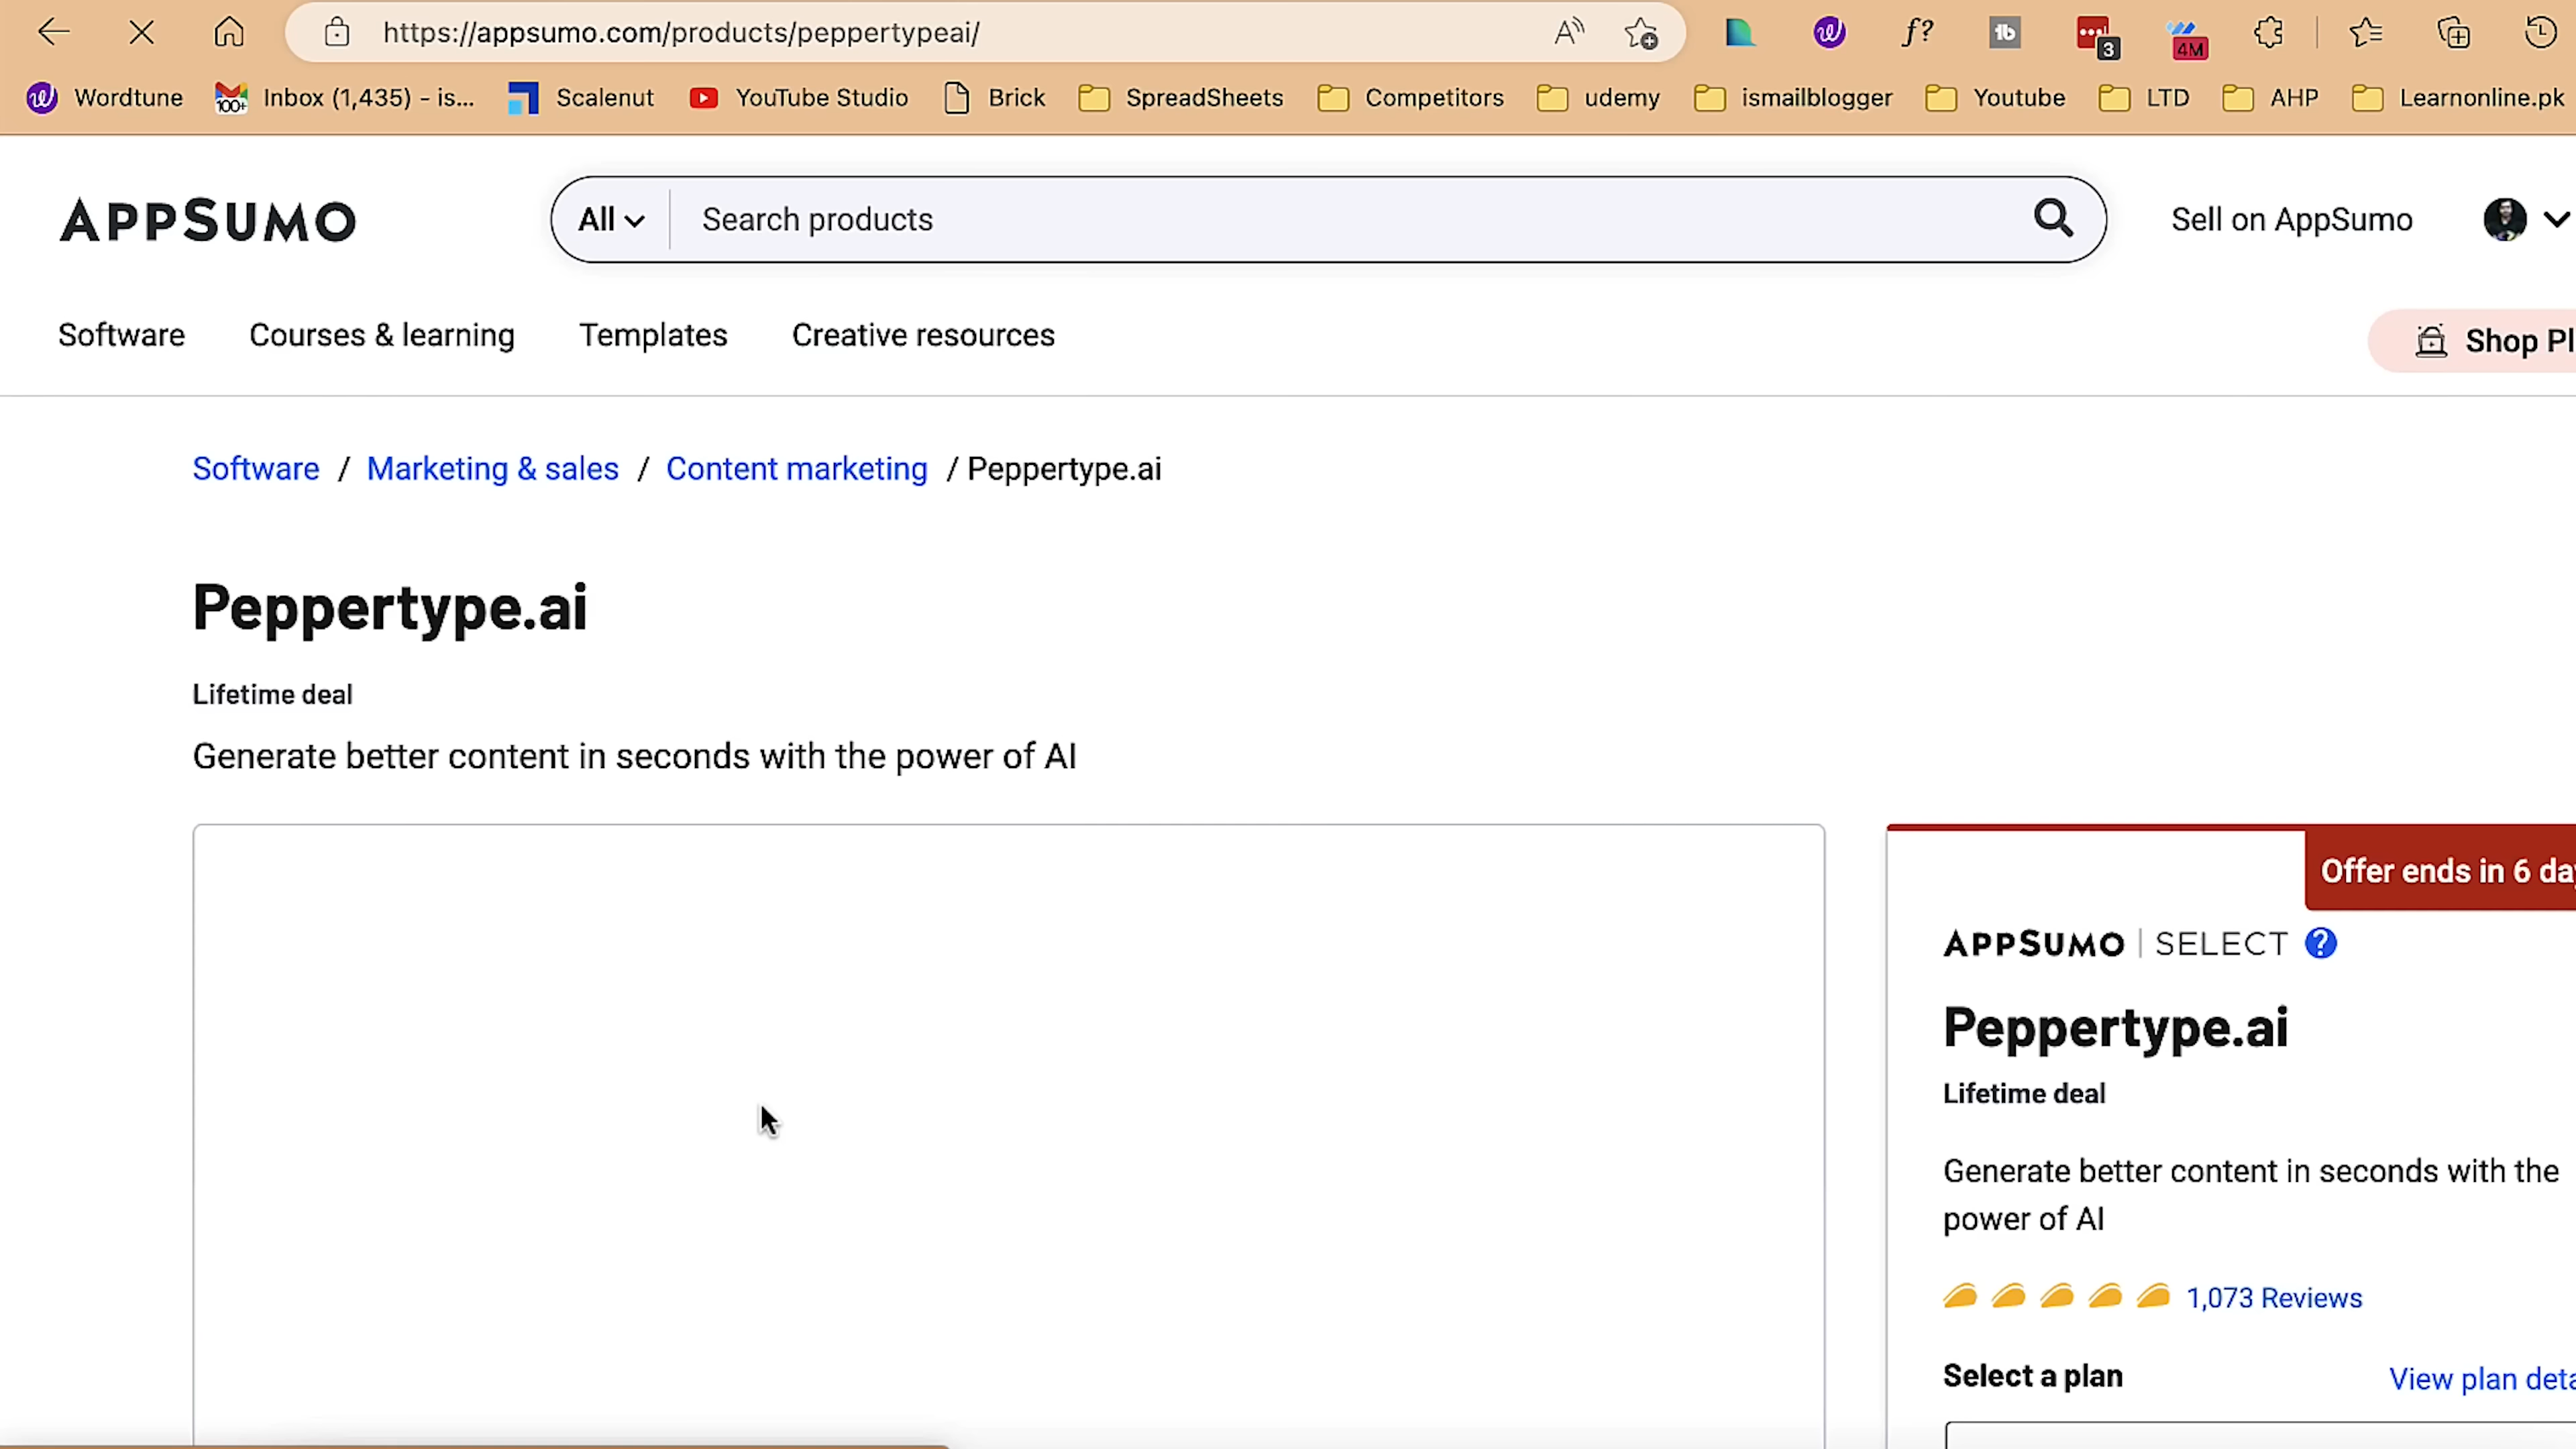 https://appsumo.com/products/peppertypeai/
A
f?
tb
3
4M
Wordtune
100+
Inbox (1,435) - is...
Scalenut
YouTube Studio
Brick
SpreadSheets
Competitors
udemy
ismailblogger
Youtube
LTD
AHP
Learnonline.pk
APPSUMO
All
Search products
Sell on AppSumo
Software
Courses & learning
Templates
Creative resources
Shop Pl
Software / Marketing & sales / Content marketing / Peppertype.ai
Peppertype.ai
Lifetime deal
Generate better content in seconds with the power of AI
Offer ends in 6 da
APPSUMO | SELECT ?
Peppertype.ai
Lifetime deal
Generate better content in seconds with the
power of AI
1,073 Reviews
Select a plan
View plan deta